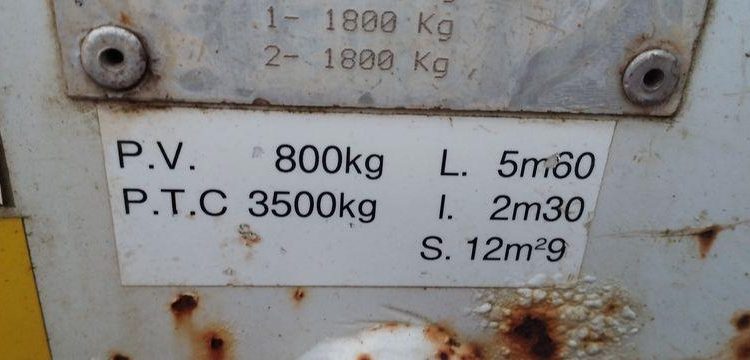 1- 1800 Kg
2- 1800 Kg
P.V. 800kg L. 5m60
P.T.C 3500kg l. 2m30
S. 12m²9